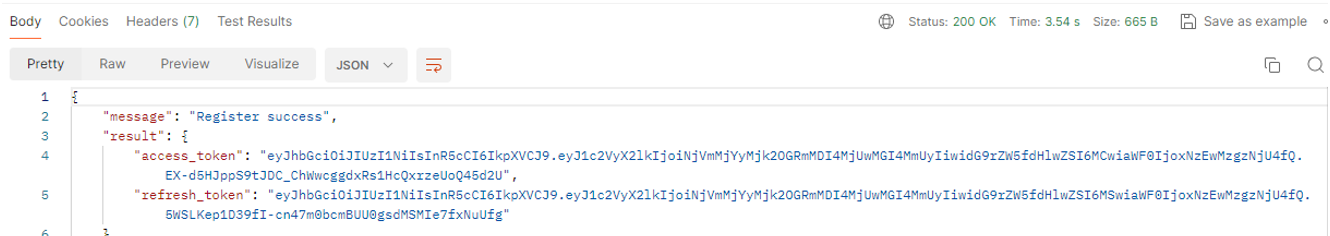 Body Cookies Headers (7) Test Results Status: 200 OK Time: 3.54 s Size: 665 B Save as example
Pretty Raw Preview Visualize JSON
1 {
2 "message": "Register success",
3 "result": {
4 "access_token": "eyJhbGciOiJIUzI1NiIsInR5cCI6IkpXVCJ9.eyJ1c2VyX2lkIjoiNjVmMjYyMjk2OGRmMDI4MjUwMGI4MmUyIiwidG9rZW5fdHlwZSI6MCwiaWF0IjoxNzEwMzgzNjU4fQ.
EX-d5HJppS9tJDC_ChWwcggdxRs1HcQxrzeUoQ45d2U",
5 "refresh_token": "eyJhbGciOiJIUzI1NiIsInR5cCI6IkpXVCJ9.eyJ1c2VyX2lkIjoiNjVmMjYyMjk2OGRmMDI4MjUwMGI4MmUyIiwidG9rZW5fdHlwZSI6MSwiaWF0IjoxNzEwMzgzNjU4fQ.
5WSLKep1D39fI-cn47m0bcmBUU0gsdMSMIe7fxNuUfg"
6 }